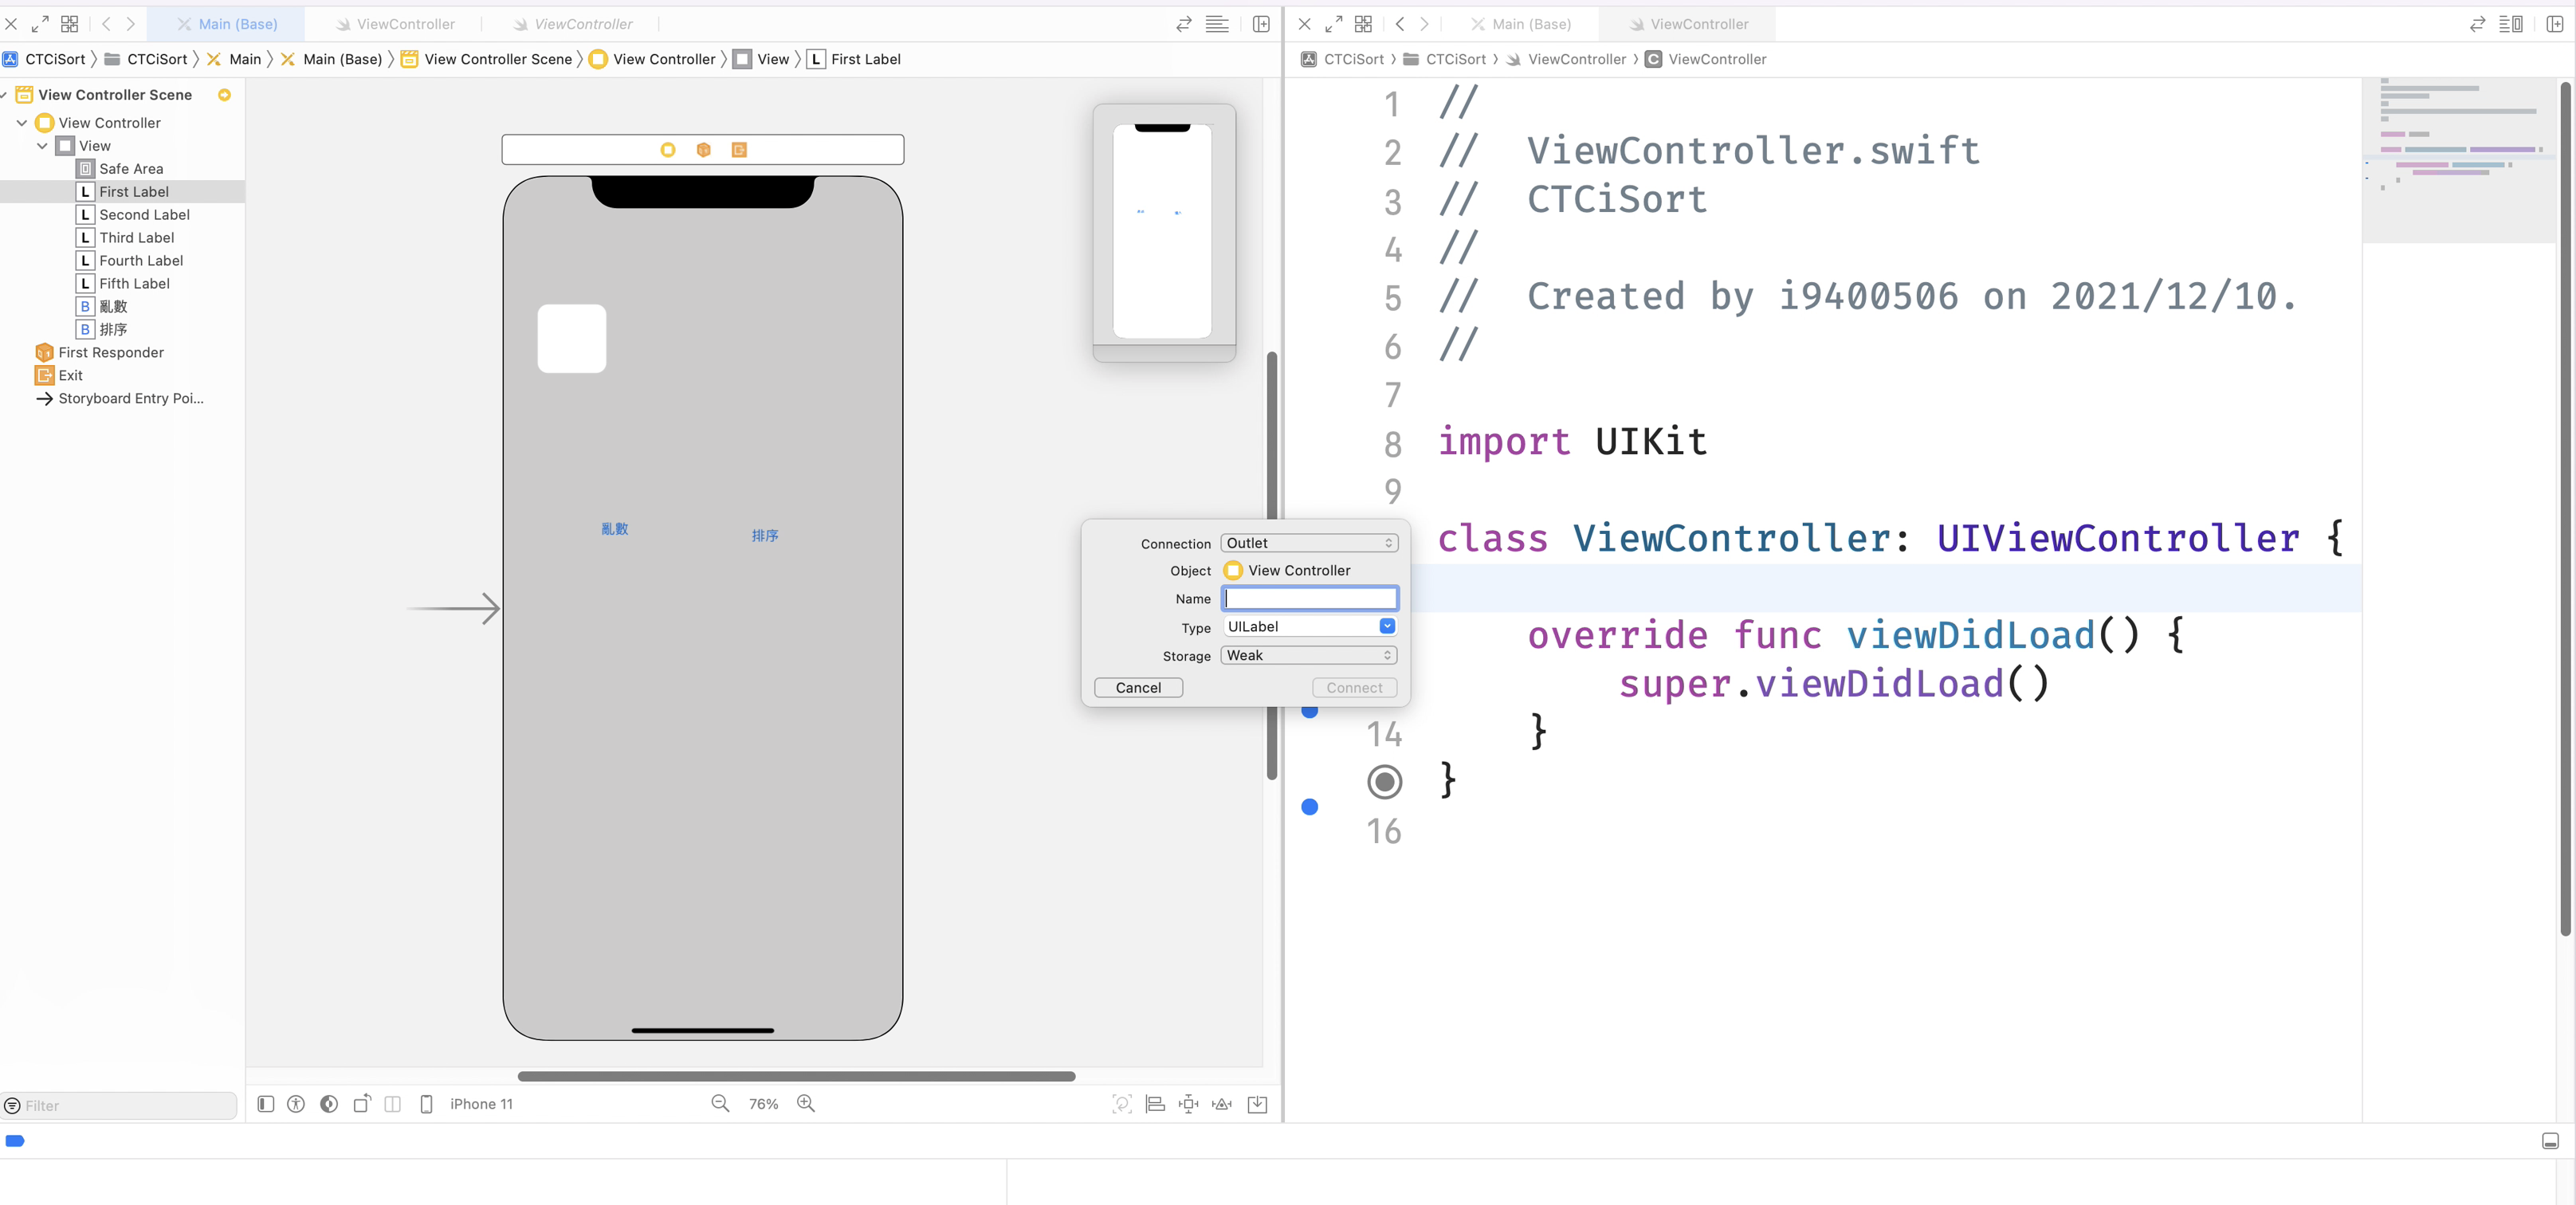 Main (Base)
ViewController
ViewController
Main (Base)
ViewController
CTCiSort
CTCiSort
Main
Main (Base)
View Controller Scene
View Controller
View
L First Label
CTCiSort
CTCiSort
ViewController
C ViewController
View Controller Scene
View Controller
View
Safe Area
L First Label
L Second Label
L Third Label
L Fourth Label
L Fifth Label
B 亂數
B 排序
First Responder
Exit
Storyboard Entry Poi...
Filter
亂數
排序
iPhone 11
76%
Connection Outlet
Object View Controller
Name
Type UILabel
Storage Weak
Cancel
Connect
1 //
2 // ViewController.swift
3 // CTCiSort
4 //
5 // Created by i9400506 on 2021/12/10.
6 //
7
8 import UIKit
9
class ViewController: UIViewController {
override func viewDidLoad() {
super.viewDidLoad()
14 }
}
16